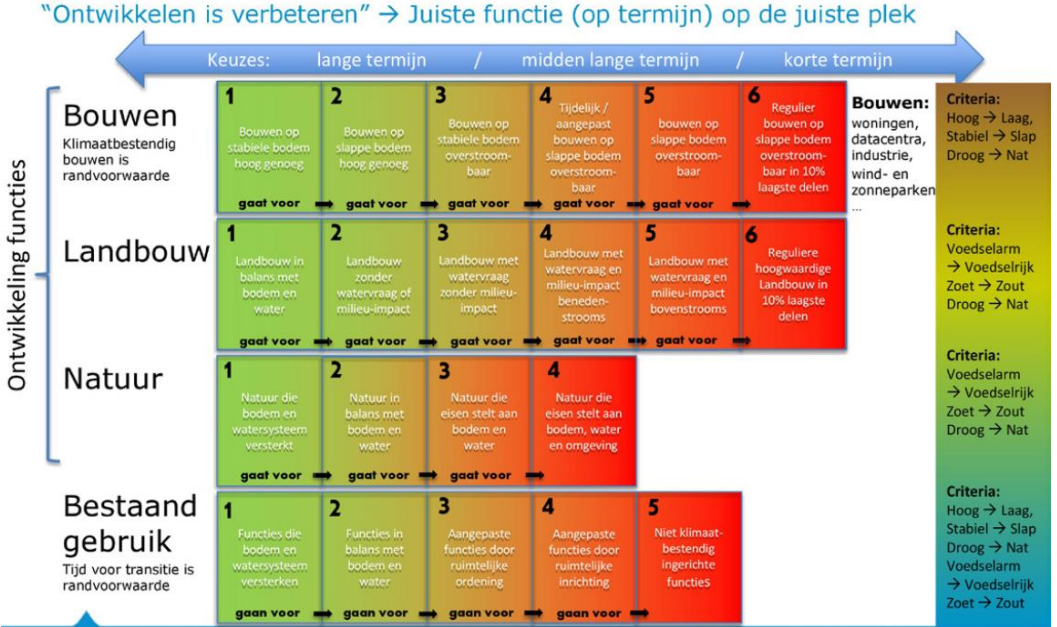 “Ontwikkelen is verbeteren” → Juiste functie (op termijn) op de juiste plek
Keuzes: lange termijn / midden lange termijn / korte termijn
Ontwikkeling functies
Bouwen
Klimaatbestendig
bouwen is
randvoorwaarde
1
Bouwen op
stabiele bodem
hoog genoeg
gaat voor
2
Bouwen op
slappe bodem
hoog genoeg
gaat voor
3
Bouwen op
stabiele bodem
overstroom-
baar
gaat voor
4
Tijdelijk /
aangepast
bouwen op
slappe bodem
overstroom-
baar
gaat voor
5
bouwen op
slappe bodem
overstroom-
baar
gaat voor
6
Regulier
bouwen op
slappe bodem
overstroom-
baar in 10%
laagste delen
Bouwen:
woningen,
datacentra,
industrie,
wind- en
zonneparken
...
Criteria:
Hoog → Laag,
Stabiel → Slap
Droog → Nat
Landbouw
1
Landbouw in
balans met
bodem en
water
gaat voor
2
Landbouw
zonder
watervraag of
milieu-impact
gaat voor
3
Landbouw met
watervraag
zonder milieu-
impact
gaat voor
4
Landbouw met
watervraag en
milieu-impact
beneden-
strooms
gaat voor
5
Landbouw met
watervraag en
milieu-impact
bovenstrooms
gaat voor
6
Reguliere
hoogwaardige
Landbouw in
10% laagste
delen
Criteria:
Voedselarm
→ Voedselrijk
Zoet → Zout
Droog → Nat
Natuur
1
Natuur die
bodem en
watersysteem
versterkt
gaat voor
2
Natuur in
balans met
bodem en
water
gaat voor
3
Natuur die
eisen stelt aan
bodem en
water
gaat voor
4
Natuur die
eisen stelt aan
bodem, water
en omgeving
Criteria:
Voedselarm
→ Voedselrijk
Zoet → Zout
Droog → Nat
Bestaand
gebruik
Tijd voor transitie is
randvoorwaarde
1
Functies die
bodem en
watersysteem
versterken
gaan voor
2
Functies in
balans met
bodem en
water
gaan voor
3
Aangepaste
functies door
ruimtelijke
ordening
gaan voor
4
Aangepaste
functies door
ruimtelijke
inrichting
gaan voor
5
Niet klimaat-
bestendig
ingerichte
functies
Criteria:
Hoog → Laag,
Stabiel → Slap
Droog → Nat
Voedselarm
→ Voedselrijk
Zoet → Zout